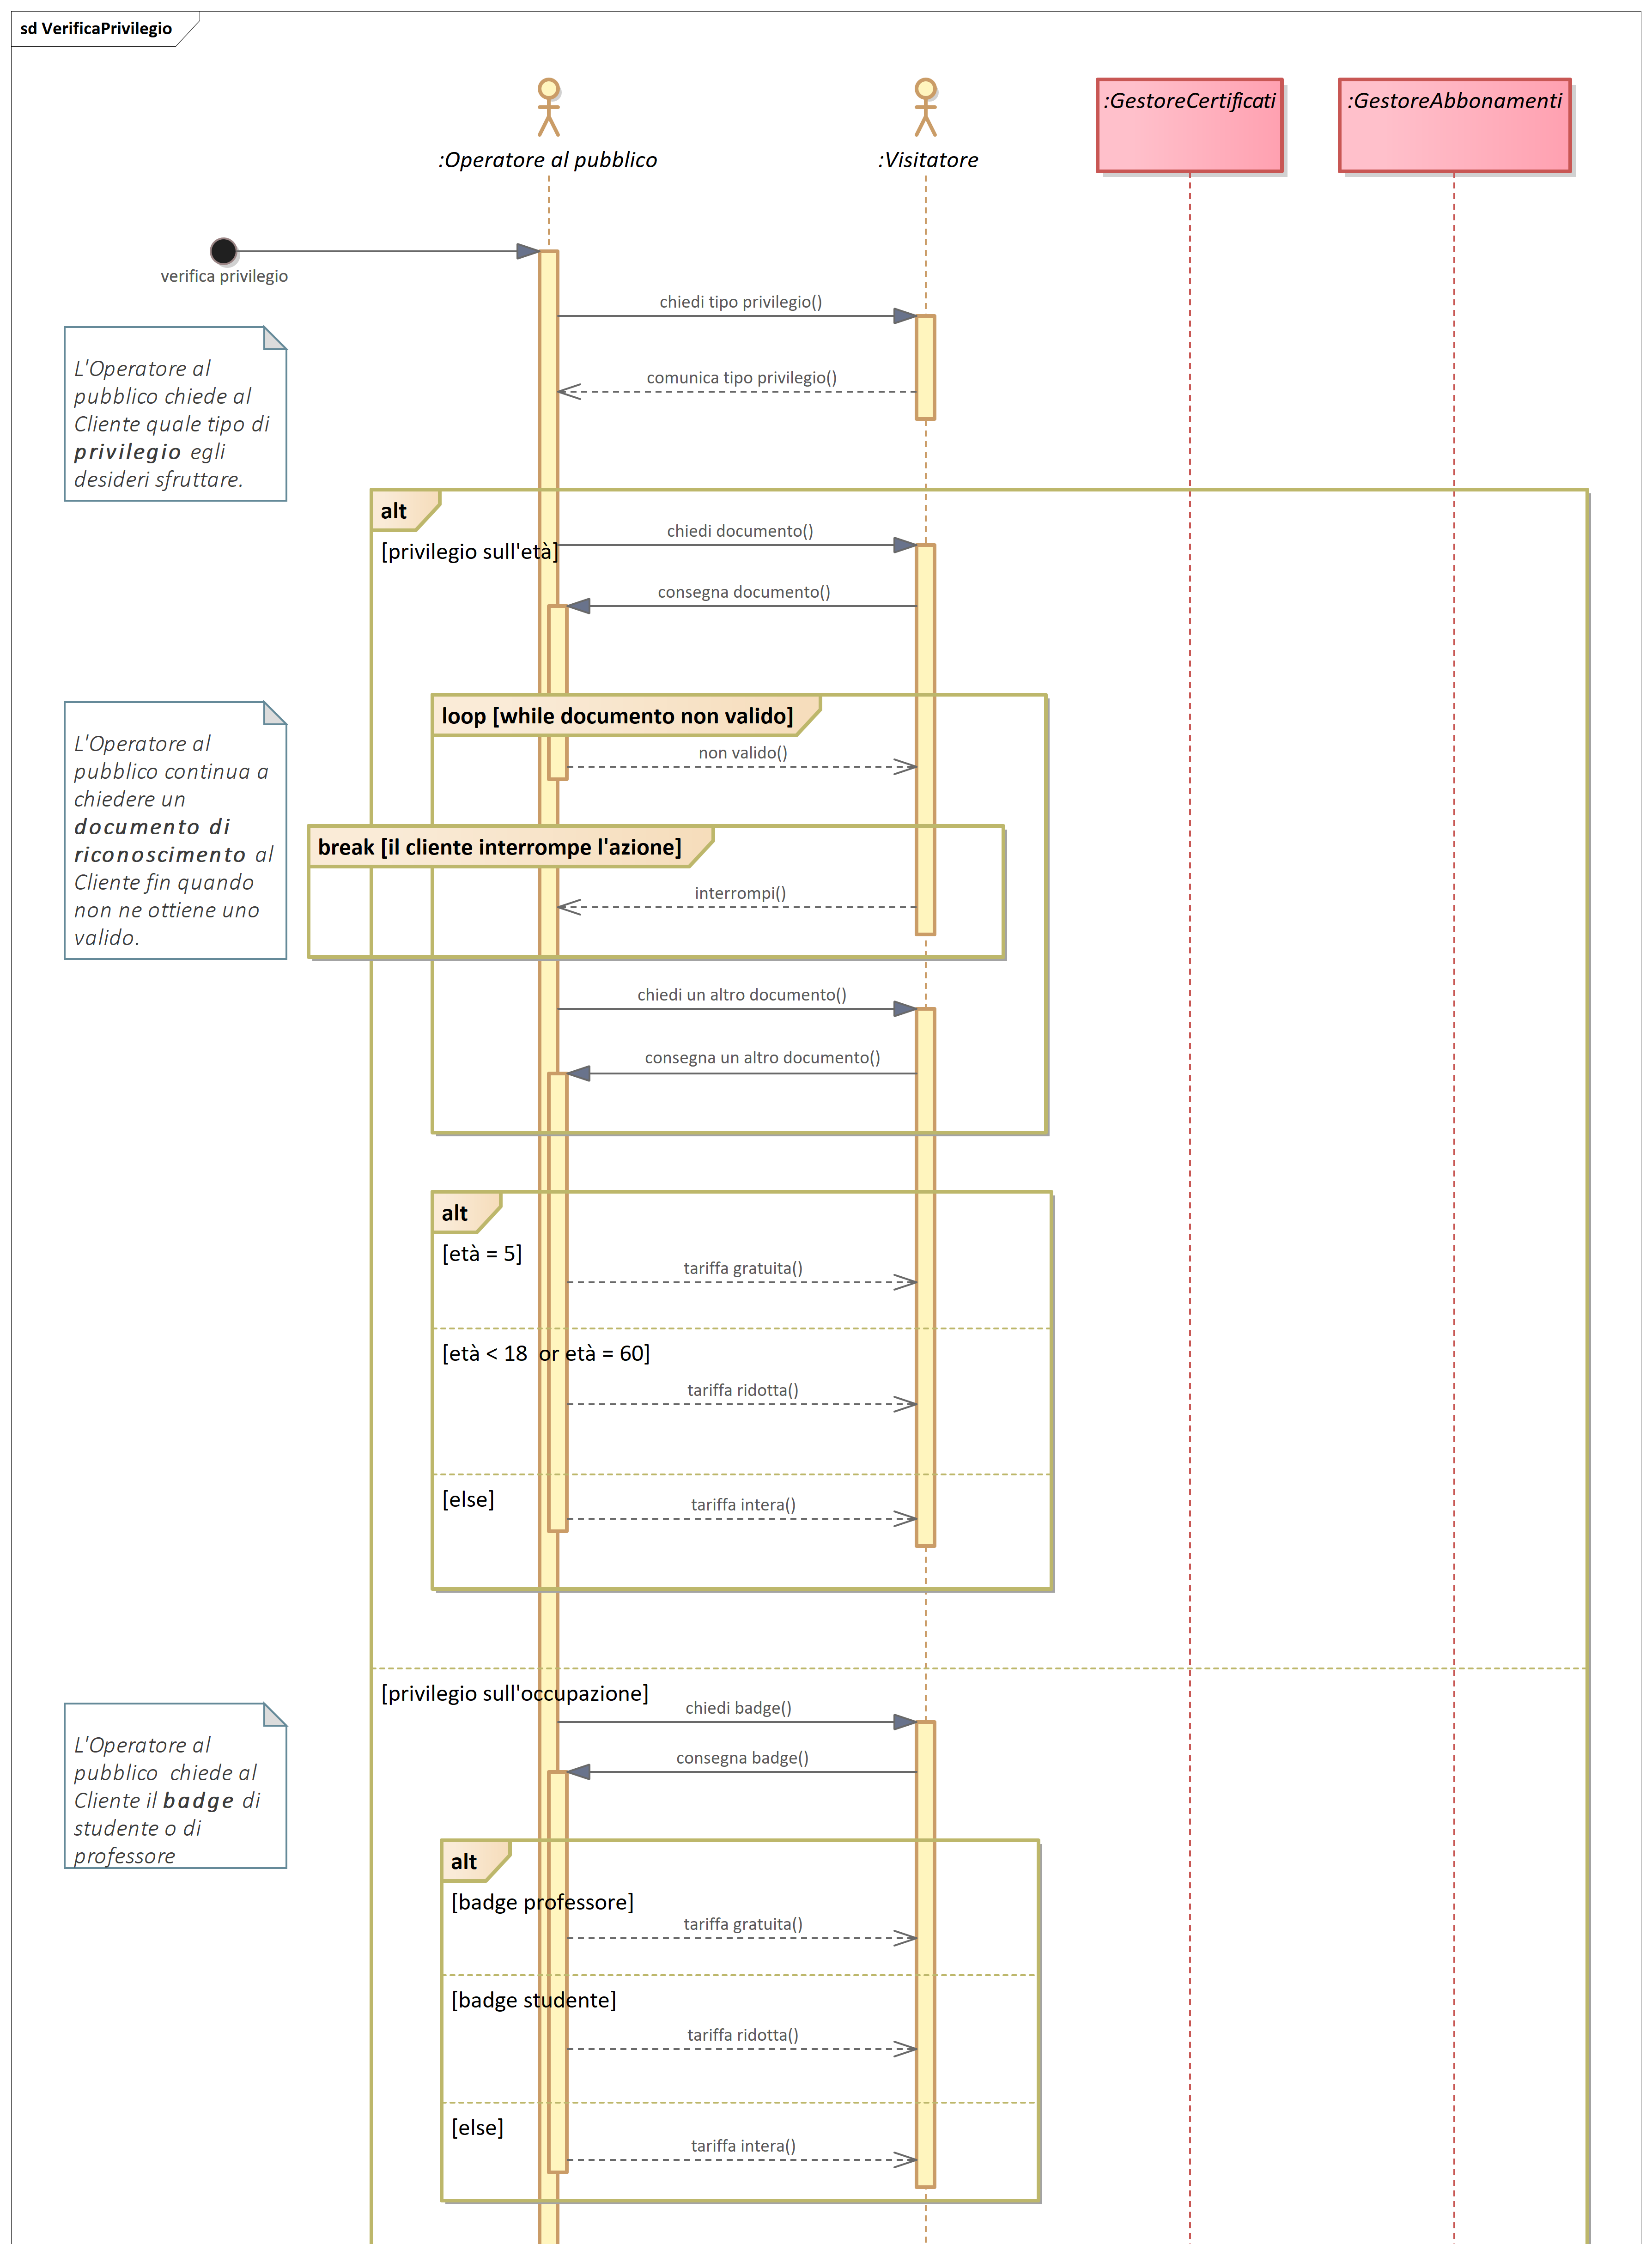 sd VerificaPrivilegio
:Operatore al pubblico
:Visitatore
:GestoreCertificati
:GestoreAbbonamenti
verifica privilegio
chiedi tipo privilegio()
comunica tipo privilegio()
L'Operatore al
pubblico chiede al
Cliente quale tipo di
privilegio egli
desideri sfruttare.
alt
[privilegio sull'età]
chiedi documento()
consegna documento()
loop [while documento non valido]
non valido()
L'Operatore al
pubblico continua a
chiedere un
documento di
riconoscimento al
Cliente fin quando
non ne ottiene uno
valido.
break [il cliente interrompe l'azione]
interrompi()
chiedi un altro documento()
consegna un altro documento()
alt
[età = 5]
tariffa gratuita()
[età < 18  or età = 60]
tariffa ridotta()
[else]
tariffa intera()
[privilegio sull'occupazione]
chiedi badge()
consegna badge()
L'Operatore al
pubblico  chiede al
Cliente il badge di
studente o di
professore
alt
[badge professore]
tariffa gratuita()
[badge studente]
tariffa ridotta()
[else]
tariffa intera()